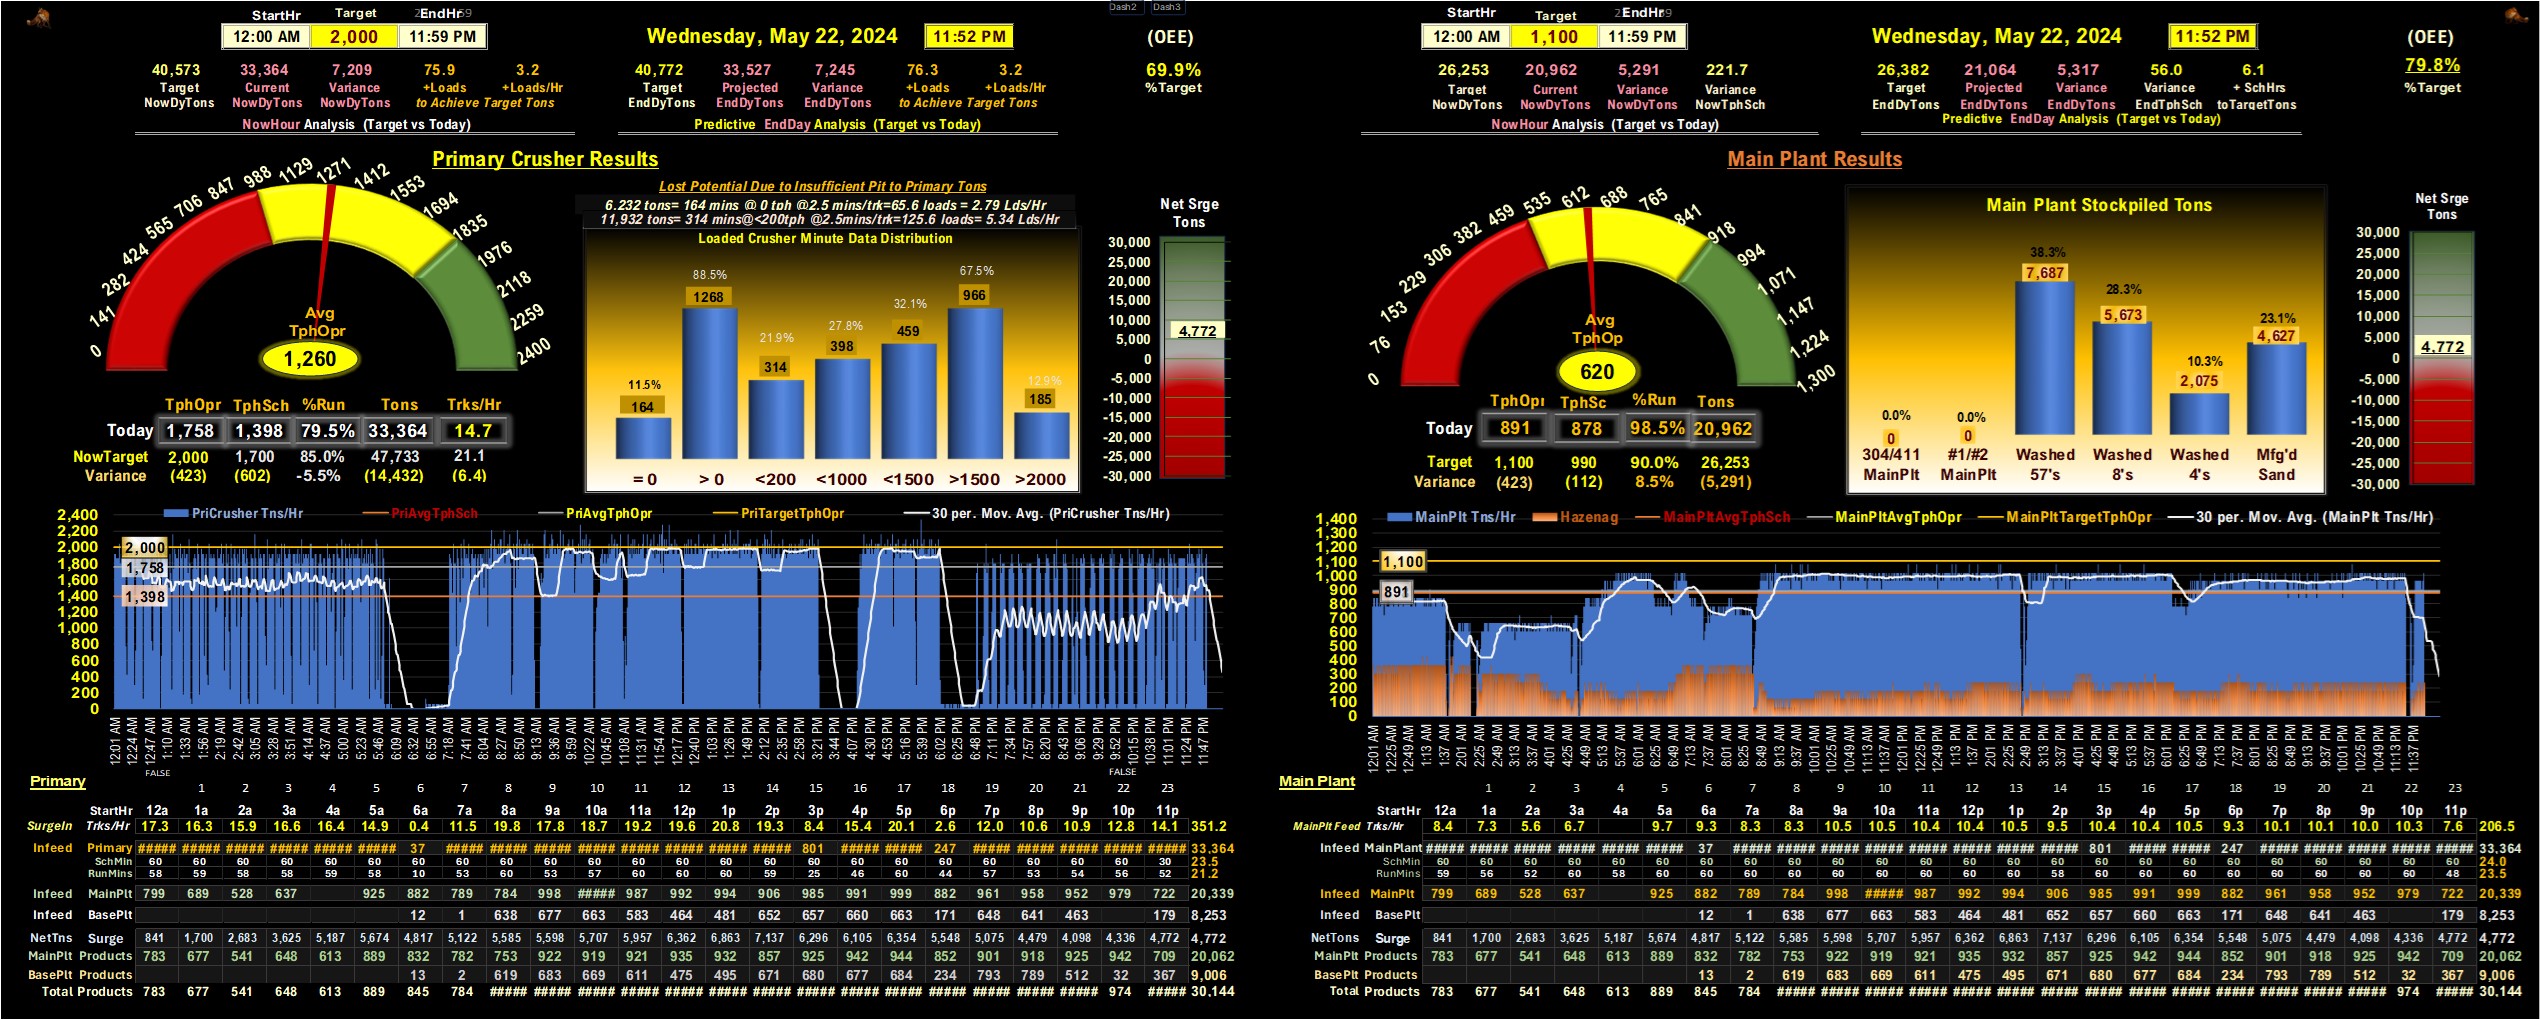 Dash2 Dash3
StartHr Target EndHr
12:00 AM 2,000 11:59 PM
Wednesday, May 22, 2024 11:52 PM (OEE)
40,573 33,364 7,209 75.9 3.2 40,772 33,527 7,245 76.3 3.2 69.9%
Target Current Variance +Loads +Loads/Hr Target Projected Variance +Loads +Loads/Hr %Target
NowDyTons NowDyTons NowDyTons to Achieve Target Tons EndDyTons EndDyTons EndDyTons to Achieve Target Tons
NowHour Analysis (Target vs Today) Predictive EndDay Analysis (Target vs Today)
Primary Crusher Results
Lost Potential Due to Insufficient Pit to Primary Tons
6.232 tons= 164 mins @ 0 tph @2.5 mins/trk=65.6 loads = 2.79 Lds/Hr
11,932 tons= 314 mins@<200tph @2.5mins/trk=125.6 loads= 5.34 Lds/Hr
0 141 282 424 565 706 847 988 1129 1271 1412 1553 1694 1835 1976 2118 2259 2400
Avg
TphOpr
1,260
Loaded Crusher Minute Data Distribution
11.5% 88.5% 21.9% 27.8% 32.1% 67.5% 12.9%
164 1268 314 398 459 966 185
= 0 > 0 <200 <1000 <1500 >1500 >2000
Net Srge
Tons
30,000
25,000
20,000
15,000
10,000
5,000
0
-5,000
-10,000
-15,000
-20,000
-25,000
-30,000
4,772
TphOpr TphSch %Run Tons Trks/Hr
Today 1,758 1,398 79.5% 33,364 14.7
NowTarget 2,000 1,700 85.0% 47,733 21.1
Variance (423) (602) -5.5% (14,432) (6.4)
PriCrusher Tns/Hr PriAvgTphSch PriAvgTphOpr PriTargetTphOpr 30 per. Mov. Avg. (PriCrusher Tns/Hr)
2,400
2,200
2,000
1,800
1,600
1,400
1,200
1,000
800
600
400
200
0
2,000
1,758
1,398
12:01 AM 12:24 AM 12:47 AM 1:10 AM 1:33 AM 1:56 AM 2:19 AM 2:42 AM 3:05 AM 3:28 AM 3:51 AM 4:14 AM 4:37 AM 5:00 AM 5:23 AM 5:46 AM 6:09 AM 6:32 AM 6:55 AM 7:18 AM 7:41 AM 8:04 AM 8:27 AM 8:50 AM 9:13 AM 9:36 AM 9:59 AM 10:22 AM 10:45 AM 11:08 AM 11:31 AM 11:54 AM 12:17 PM 12:40 PM 1:03 PM 1:26 PM 1:49 PM 2:12 PM 2:35 PM 2:58 PM 3:21 PM 3:44 PM 4:07 PM 4:30 PM 4:53 PM 5:16 PM 5:39 PM 6:02 PM 6:25 PM 6:48 PM 7:11 PM 7:34 PM 7:57 PM 8:20 PM 8:43 PM 9:06 PM 9:29 PM 9:52 PM 10:15 PM 10:38 PM 11:01 PM 11:24 PM 11:47 PM
FALSE FALSE
Primary
1 2 3 4 5 6 7 8 9 10 11 12 13 14 15 16 17 18 19 20 21 22 23
StartHr 12a 1a 2a 3a 4a 5a 6a 7a 8a 9a 10a 11a 12p 1p 2p 3p 4p 5p 6p 7p 8p 9p 10p 11p
SurgeIn Trks/Hr 17.3 16.3 15.9 16.6 16.4 14.9 0.4 11.5 19.8 17.8 18.7 19.2 19.6 20.8 19.3 8.4 15.4 20.1 2.6 12.0 10.6 10.9 12.8 14.1 351.2
Infeed Primary ##### ##### ##### ##### ##### ##### 37 ##### ##### ##### ##### ##### ##### ##### ##### 801 ##### ##### 247 ##### ##### ##### ##### ##### 33,364
SchMin 60 60 60 60 60 60 60 60 60 60 60 60 60 60 60 60 60 60 60 60 60 60 60 30 23.5
RunMins 58 59 58 58 59 58 10 53 60 53 57 60 60 60 59 25 46 60 44 57 53 54 56 52 21.2
Infeed MainPlt 799 689 528 637 925 882 789 784 998 ##### 987 992 994 906 985 991 999 882 961 958 952 979 722 20,339
Infeed BasePlt 12 1 638 677 663 583 464 481 652 657 660 663 171 648 641 463 179 8,253
NetTns Surge 841 1,700 2,683 3,625 5,187 5,674 4,817 5,122 5,585 5,598 5,707 5,957 6,362 6,863 7,137 6,296 6,105 6,354 5,548 5,075 4,479 4,098 4,336 4,772 4,772
MainPlt Products 783 677 541 648 613 889 832 782 753 922 919 921 935 932 857 925 942 944 852 901 918 925 942 709 20,062
BasePlt Products 13 2 619 683 669 611 475 495 671 680 677 684 234 793 789 512 32 367 9,006
Total Products 783 677 541 648 613 889 845 784 ##### ##### ##### ##### ##### ##### ##### ##### ##### ##### ##### ##### ##### ##### 974 ##### 30,144
StartHr Target EndHr
12:00 AM 1,100 11:59 PM
Wednesday, May 22, 2024 11:52 PM (OEE)
26,253 20,962 5,291 221.7 26,382 21,064 5,317 56.0 6.1 79.8%
Target Current Variance Variance Target Projected Variance Variance + SchHrs %Target
NowDyTons NowDyTons NowDyTons NowTphSch EndDyTons EndDyTons EndDyTons EndTphSch toTargetTons
NowHour Analysis (Target vs Today) Predictive EndDay Analysis (Target vs Today)
Main Plant Results
0 76 153 229 306 382 459 535 612 688 765 841 918 994 1,071 1,147 1,224 1,300
Avg
TphOp
620
Main Plant Stockpiled Tons
0.0% 0.0% 38.3% 28.3% 10.3% 23.1%
0 0 7,687 5,673 2,075 4,627
304/411 #1/#2 Washed Washed Washed Mfg'd
MainPlt MainPlt 57's 8's 4's Sand
Net Srge
Tons
30,000
25,000
20,000
15,000
10,000
5,000
0
-5,000
-10,000
-15,000
-20,000
-25,000
-30,000
4,772
TphOpr TphSc %Run Tons
Today 891 878 98.5% 20,962
Target 1,100 990 90.0% 26,253
Variance (423) (112) 8.5% (5,291)
MainPlt Tns/Hr Hazenag MainPltAvgTphSch MainPltAvgTphOpr MainPltTargetTphOpr 30 per. Mov. Avg. (MainPlt Tns/Hr)
1,400
1,300
1,200
1,100
1,000
900
800
700
600
500
400
300
200
100
0
1,100
891
12:01 AM 12:25 AM 12:49 AM 1:13 AM 1:37 AM 2:01 AM 2:25 AM 2:49 AM 3:13 AM 3:37 AM 4:01 AM 4:25 AM 4:49 AM 5:13 AM 5:37 AM 6:01 AM 6:25 AM 6:49 AM 7:13 AM 7:37 AM 8:01 AM 8:25 AM 8:49 AM 9:13 AM 9:37 AM 10:01 AM 10:25 AM 10:49 AM 11:13 AM 11:37 AM 12:01 PM 12:25 PM 12:49 PM 1:13 PM 1:37 PM 2:01 PM 2:25 PM 2:49 PM 3:13 PM 3:37 PM 4:01 PM 4:25 PM 4:49 PM 5:13 PM 5:37 PM 6:01 PM 6:25 PM 6:49 PM 7:13 PM 7:37 PM 8:01 PM 8:25 PM 8:49 PM 9:13 PM 9:37 PM 10:01 PM 10:25 PM 10:49 PM 11:13 PM 11:37 PM
Main Plant
1 2 3 4 5 6 7 8 9 10 11 12 13 14 15 16 17 18 19 20 21 22 23
StartHr 12a 1a 2a 3a 4a 5a 6a 7a 8a 9a 10a 11a 12p 1p 2p 3p 4p 5p 6p 7p 8p 9p 10p 11p
MainPlt Feed Trks/Hr 8.4 7.3 5.6 6.7 9.7 9.3 8.3 8.3 10.5 10.5 10.4 10.4 10.5 9.5 10.4 10.4 10.5 9.3 10.1 10.1 10.0 10.3 7.6 206.5
Infeed MainPlant ##### ##### ##### ##### ##### ##### 37 ##### ##### ##### ##### ##### ##### ##### ##### 801 ##### ##### 247 ##### ##### ##### ##### ##### 33,364
SchMin 60 60 60 60 60 60 60 60 60 60 60 60 60 60 60 60 60 60 60 60 60 60 60 60 24.0
RunMins 59 56 52 60 58 60 60 60 60 60 60 60 60 60 58 60 60 60 60 60 60 60 60 48 23.5
Infeed MainPlt 799 689 528 637 925 882 789 784 998 ##### 987 992 994 906 985 991 999 882 961 958 952 979 722 20,339
Infeed BasePlt 12 1 638 677 663 583 464 481 652 657 660 663 171 648 641 463 179 8,253
NetTons Surge 841 1,700 2,683 3,625 5,187 5,674 4,817 5,122 5,585 5,598 5,707 5,957 6,362 6,863 7,137 6,296 6,105 6,354 5,548 5,075 4,479 4,098 4,336 4,772 4,772
MainPlt Products 783 677 541 648 613 889 832 782 753 922 919 921 935 932 857 925 942 944 852 901 918 925 942 709 20,062
BasePlt Products 13 2 619 683 669 611 475 495 671 680 677 684 234 793 789 512 32 367 9,006
Total Products 783 677 541 648 613 889 845 784 ##### ##### ##### ##### ##### ##### ##### ##### ##### ##### ##### ##### ##### ##### 974 ##### 30,144